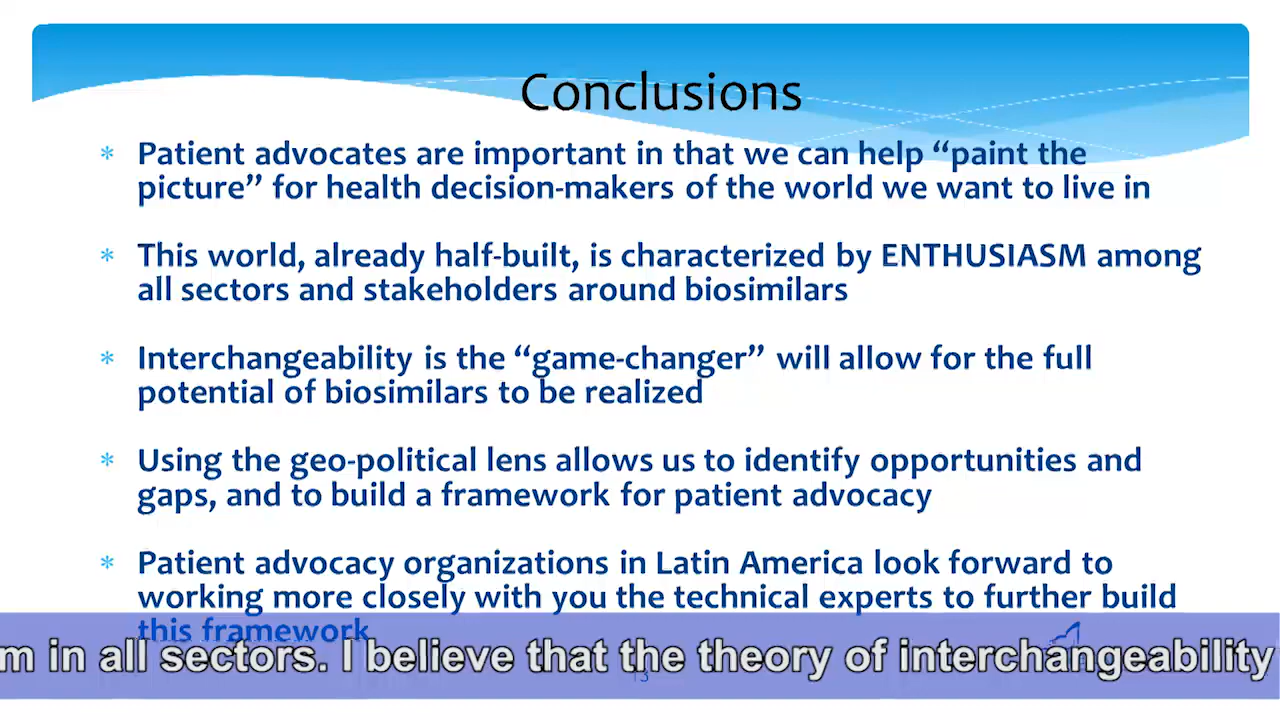 Conclusions
* Patient advocates are important in that we can help “paint the
picture” for health decision-makers of the world we want to live in
* This world, already half-built, is characterized by ENTHUSIASM among
all sectors and stakeholders around biosimilars
* Interchangeability is the “game-changer” will allow for the full
potential of biosimilars to be realized
* Using the geo-political lens allows us to identify opportunities and
gaps, and to build a framework for patient advocacy
* Patient advocacy organizations in Latin America look forward to
working more closely with you the technical experts to further build
this framework
m in all sectors. I believe that the theory of interchangeability
13